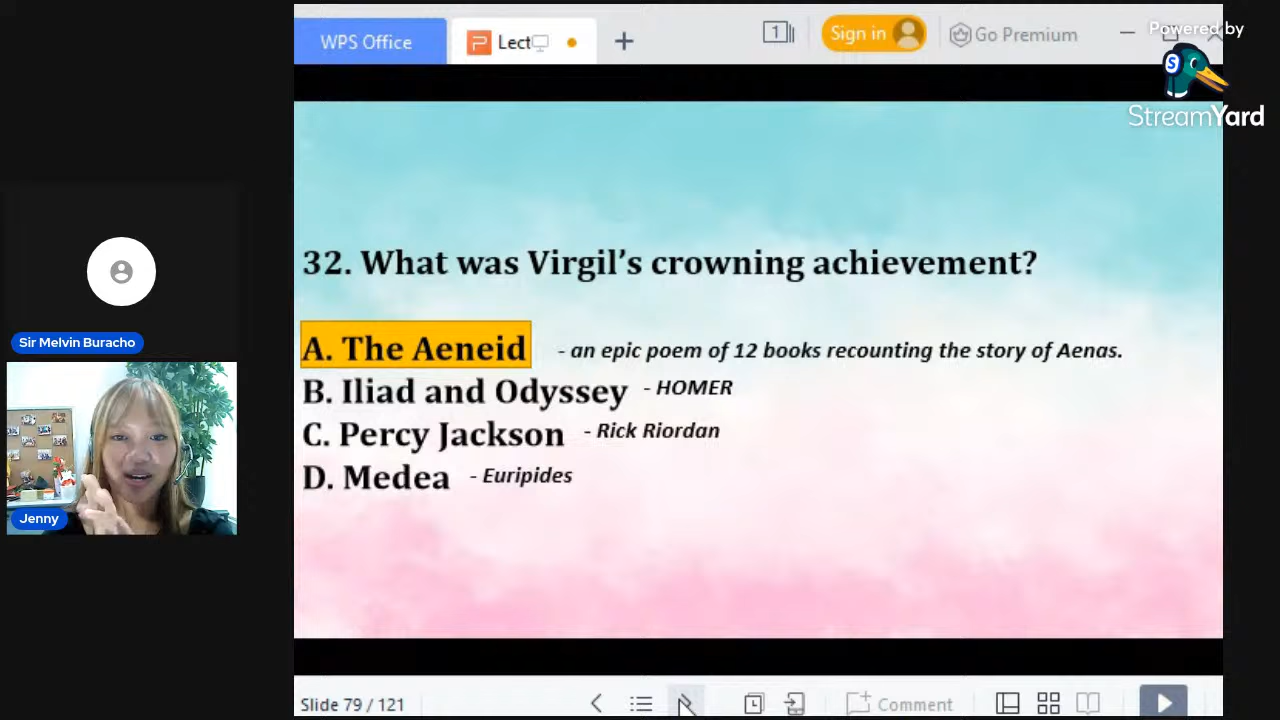 WPS Office
Lect
1
Sign in
Go Premium
Powered by
StreamYard
32. What was Virgil's crowning achievement?
A. The Aeneid - an epic poem of 12 books recounting the story of Aenas.
B. Iliad and Odyssey - HOMER
C. Percy Jackson - Rick Riordan
D. Medea - Euripides
Sir Melvin Buracho
Jenny
Slide 79 / 121
Comment